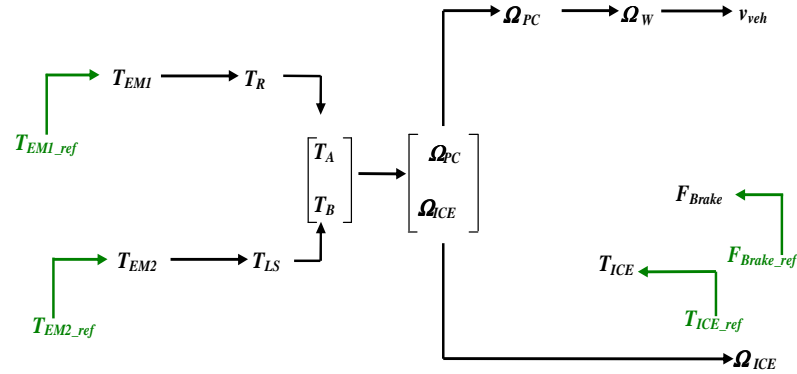 Ω_PC Ω_W v_veh
T_EM1 T_R
T_EM1_ref
T_A Ω_PC
T_B Ω_ICE
F_Brake
T_EM2 T_LS T_ICE F_Brake_ref
T_EM2_ref T_ICE_ref
Ω_ICE